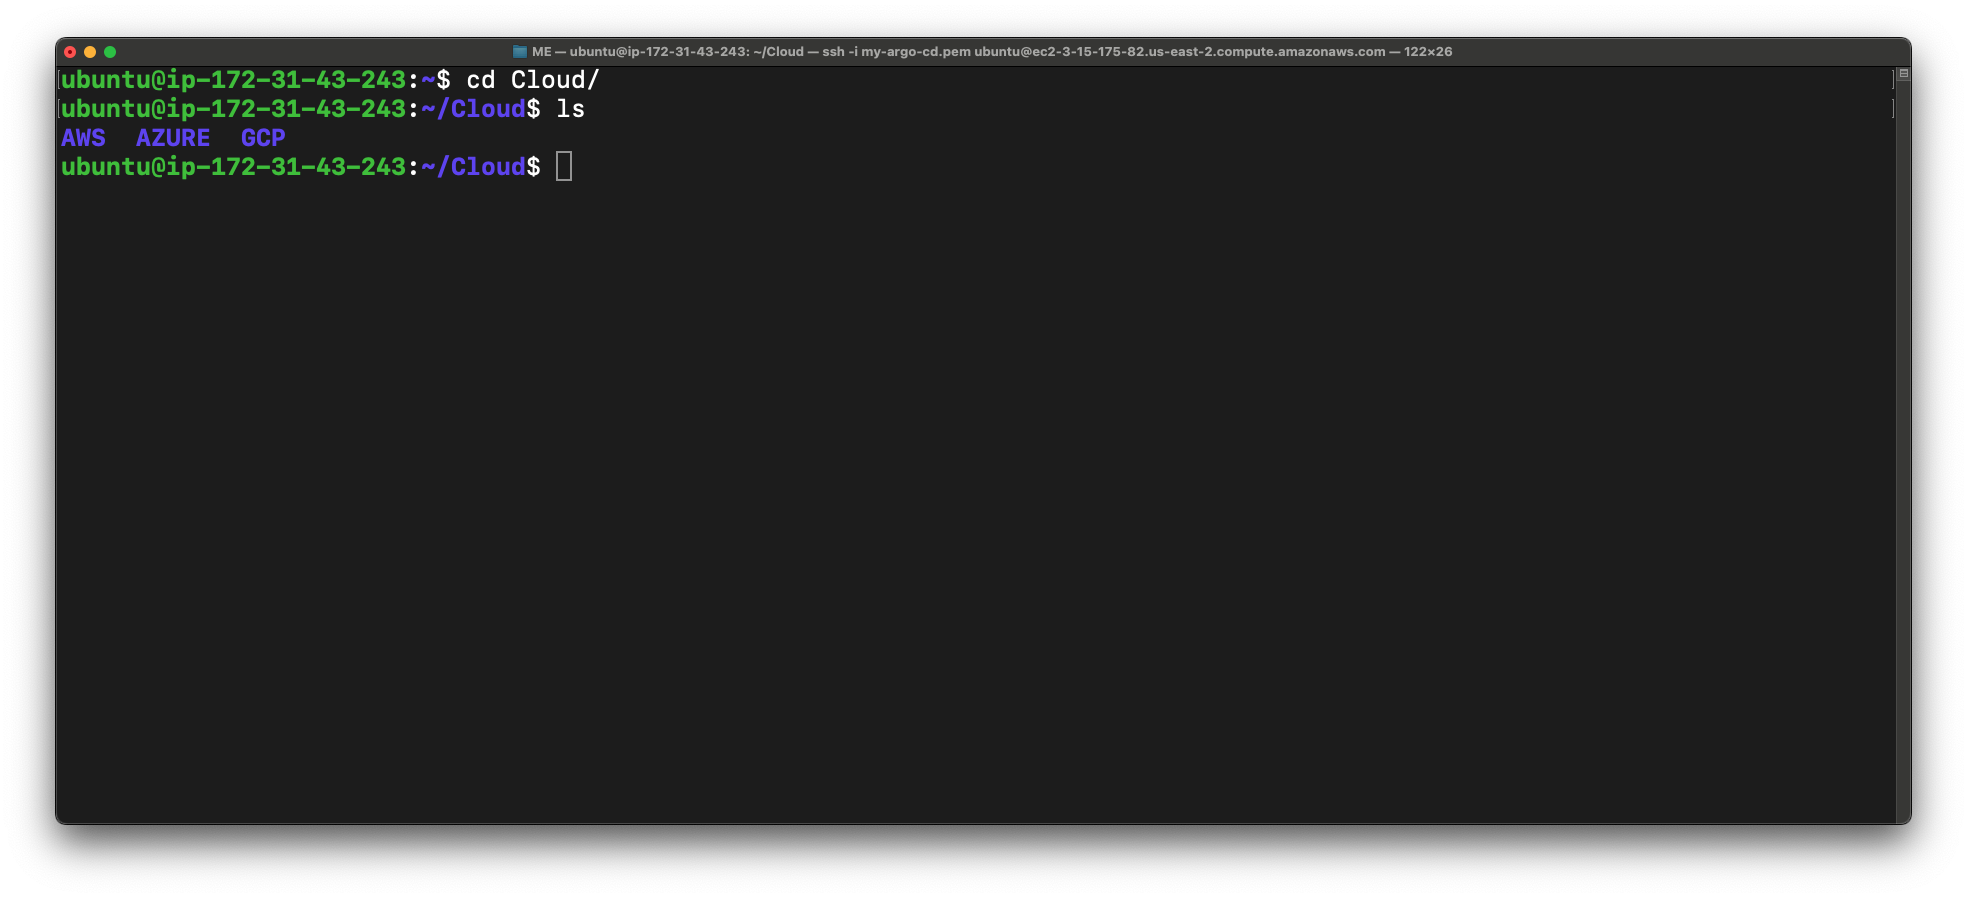 ME — ubuntu@ip-172-31-43-243: ~/Cloud — ssh -i my-argo-cd.pem ubuntu@ec2-3-15-175-82.us-east-2.compute.amazonaws.com — 122×26
ubuntu@ip-172-31-43-243:~$ cd Cloud/
ubuntu@ip-172-31-43-243:~/Cloud$ ls
AWS  AZURE  GCP
ubuntu@ip-172-31-43-243:~/Cloud$